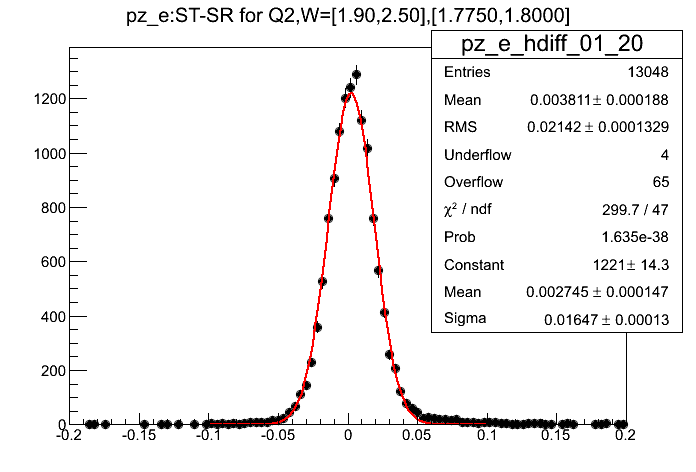 pz_e:ST-SR for Q2,W=[1.90,2.50],[1.7750,1.8000]
pz_e_hdiff_01_20
Entries 13048
Mean 0.003811± 0.000188
RMS 0.02142 ± 0.0001329
Underflow 4
Overflow 65
χ² / ndf 299.7 / 47
Prob 1.635e-38
Constant 1221± 14.3
Mean 0.002745 ± 0.000147
Sigma 0.01647 ± 0.00013
1200
1000
800
600
400
200
0
-0.2 -0.15 -0.1 -0.05 0 0.05 0.1 0.15 0.2